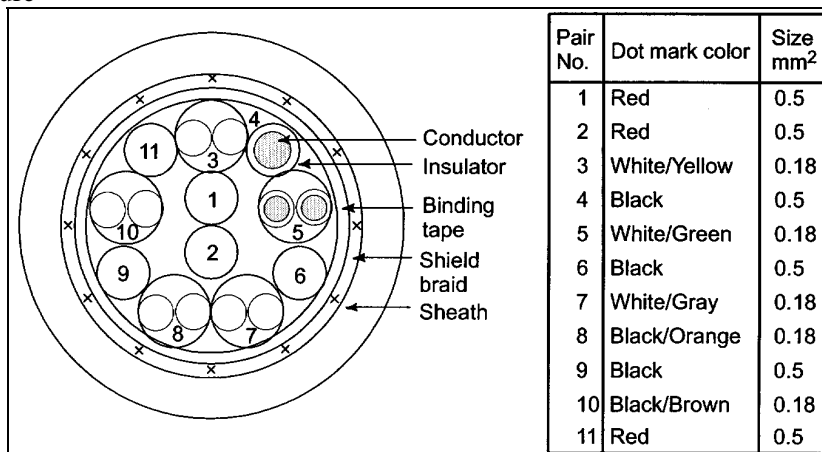 4
11
3
1
10
5
2
9
6
8
7
Conductor
Insulator
Binding
tape
Shield
braid
Sheath
Pair No. Dot mark color Size mm²
1 Red 0.5
2 Red 0.5
3 White/Yellow 0.18
4 Black 0.5
5 White/Green 0.18
6 Black 0.5
7 White/Gray 0.18
8 Black/Orange 0.18
9 Black 0.5
10 Black/Brown 0.18
11 Red 0.5